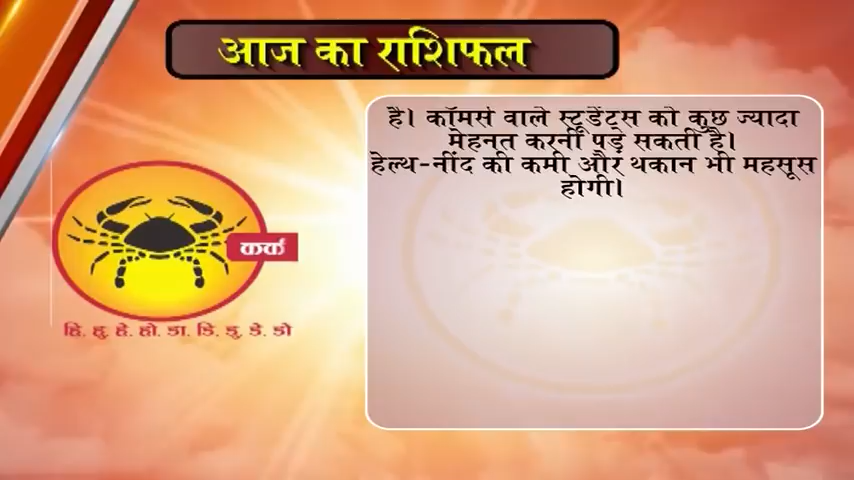 आज का राशिफल
है। कॉमर्स वाले स्टूडेंट्स को कुछ ज्यादा
मेहनत करनी पड़े सकती है।
हेल्थ-नींद की कमी और थकान भी महसूस
होगी।
कर्क
हि. हु. हे. हो. डा. डि. डु. डें. डो